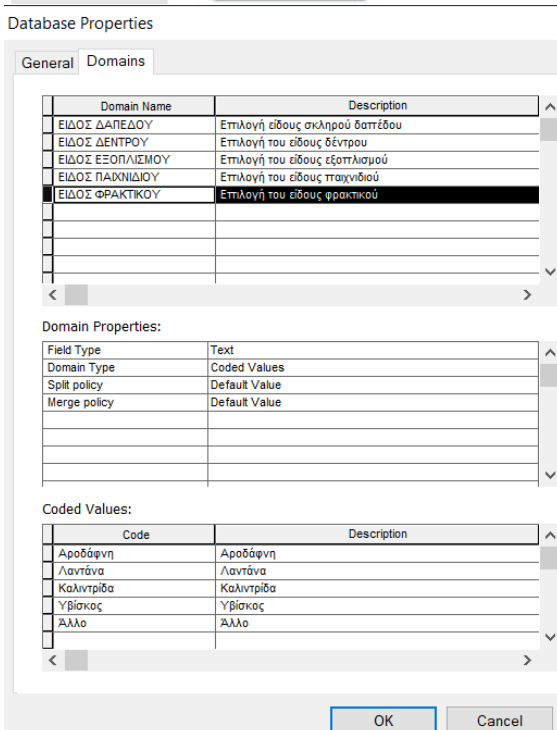 Database Properties
General Domains
Domain Name Description
ΕΙΔΟΣ ΔΑΠΕΔΟΥ Επιλογή είδους σκληρού δαπέδου
ΕΙΔΟΣ ΔΕΝΤΡΟΥ Επιλογή του είδους δέντρου
ΕΙΔΟΣ ΕΞΟΠΛΙΣΜΟΥ Επιλογή του είδους εξοπλισμού
ΕΙΔΟΣ ΠΑΙΧΝΙΔΙΟΥ Επιλογή του είδους παιχνιδιού
ΕΙΔΟΣ ΦΡΑΚΤΙΚΟΥ Επιλογή του είδους φρακτικού
Domain Properties:
Field Type Text
Domain Type Coded Values
Split policy Default Value
Merge policy Default Value
Coded Values:
Code Description
Αροδάφνη Αροδάφνη
Λαντάνα Λαντάνα
Καλιντρίδα Καλιντρίδα
Υβίσκος Υβίσκος
Άλλο Άλλο
OK Cancel